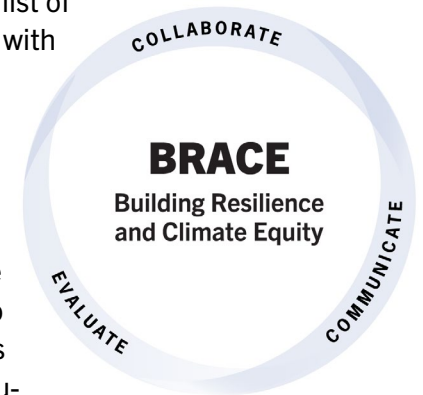 list of
with
COLLABORATE
BRACE
Building Resilience
and Climate Equity
COMMUNICATE
EVALUATE
u-